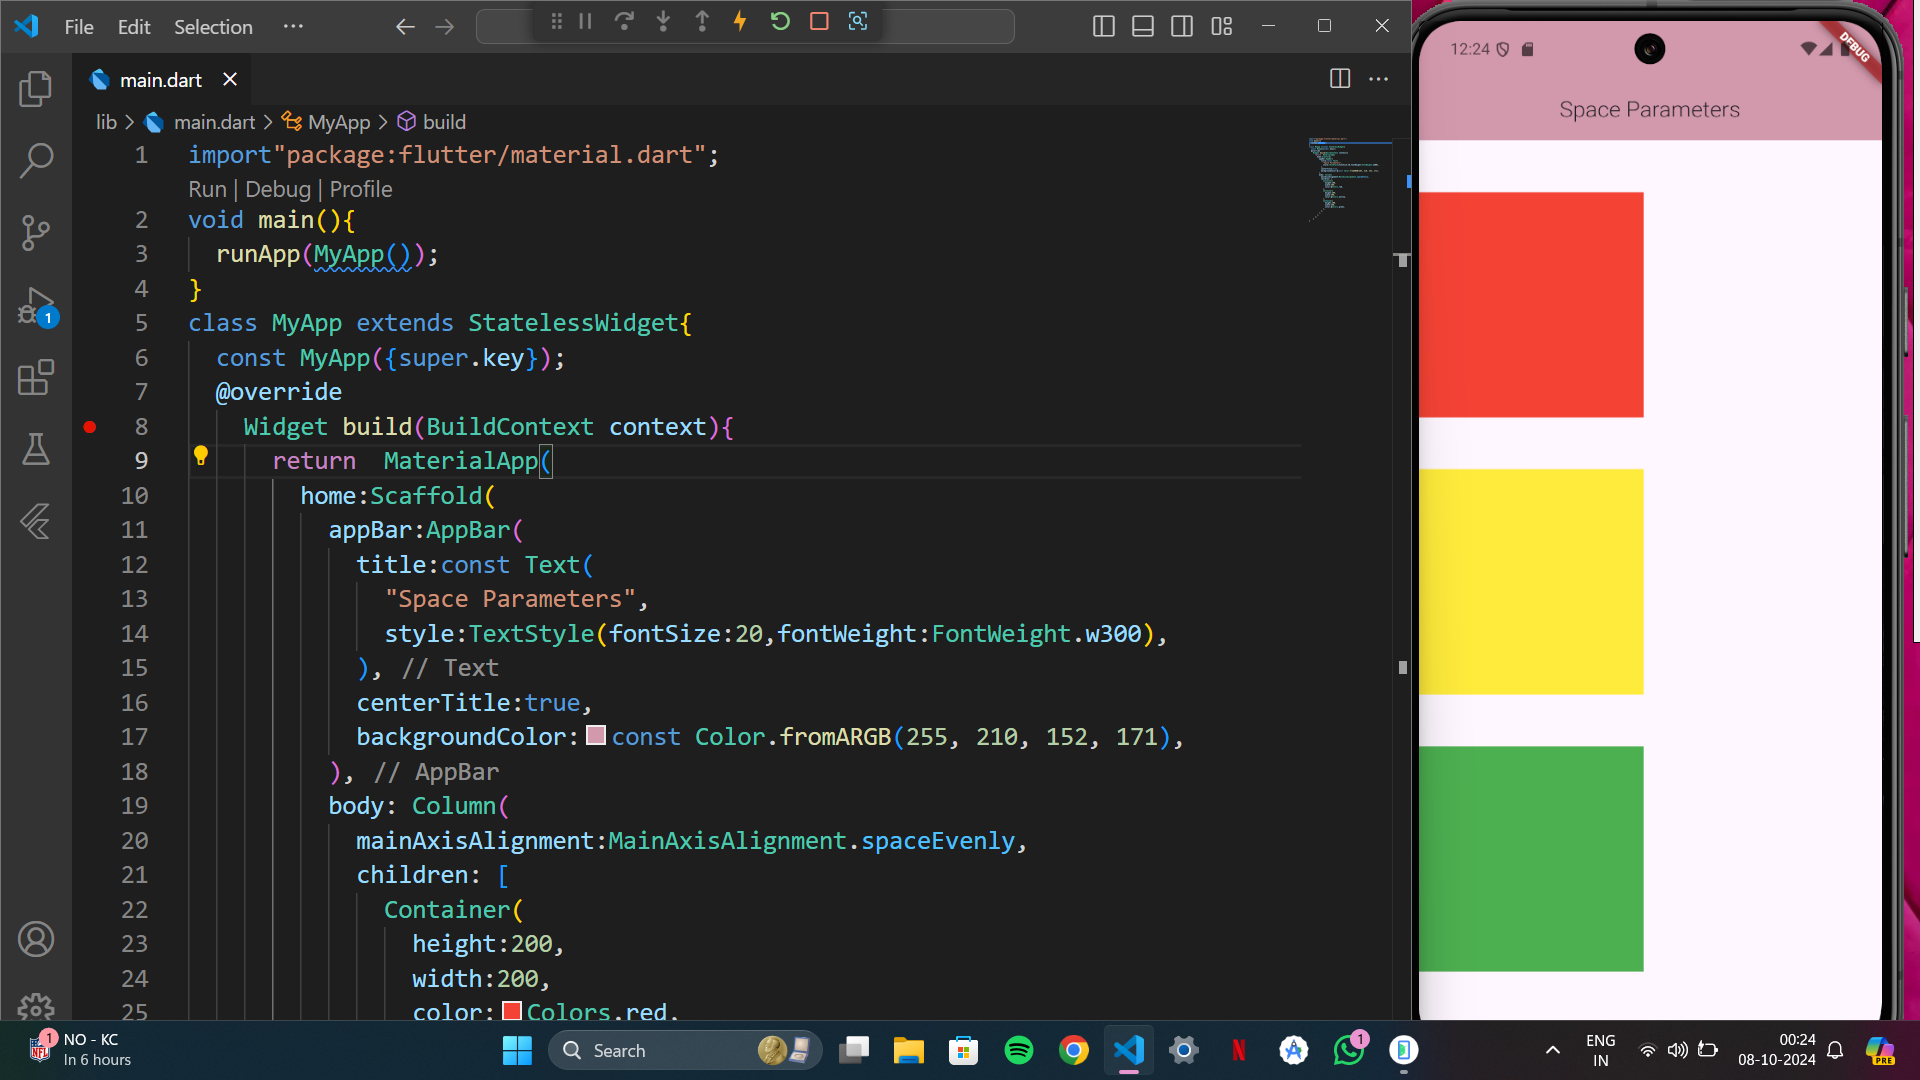 File Edit Selection ···
main.dart
lib > main.dart > MyApp > build
1 import"package:flutter/material.dart";
Run | Debug | Profile
2 void main(){
3 runApp(MyApp());
4 }
5 class MyApp extends StatelessWidget{
6 const MyApp({super.key});
7 @override
8 Widget build(BuildContext context){
9 return MaterialApp(
10 home:Scaffold(
11 appBar:AppBar(
12 title:const Text(
13 "Space Parameters",
14 style:TextStyle(fontSize:20,fontWeight:FontWeight.w300),
15 ), // Text
16 centerTitle:true,
17 backgroundColor:const Color.fromARGB(255, 210, 152, 171),
18 ), // AppBar
19 body: Column(
20 mainAxisAlignment:MainAxisAlignment.spaceEvenly,
21 children: [
22 Container(
23 height:200,
24 width:200,
25 color:Colors.red,
1
12:24
DEBUG
Space Parameters
1
NFL
NO - KC
In 6 hours
Search
N
1
ENG
IN
00:24
08-10-2024
PRE